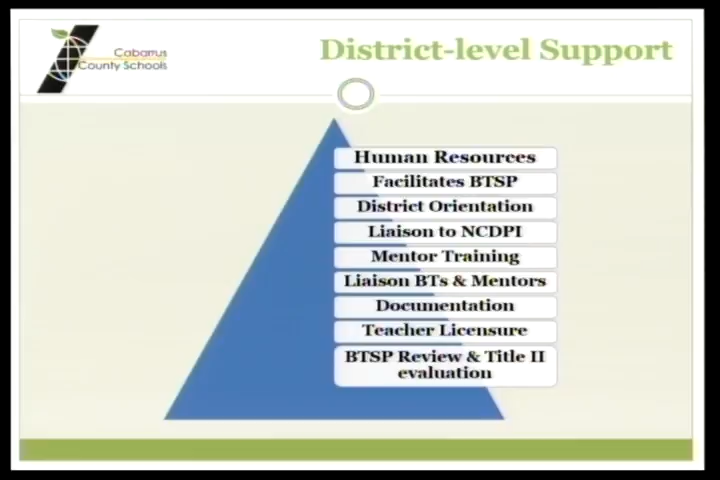 Cabarrus
County Schools
District-level Support
Human Resources
Facilitates BTSP
District Orientation
Liaison to NCDPI
Mentor Training
Liaison BTs & Mentors
Documentation
Teacher Licensure
BTSP Review & Title II
evaluation